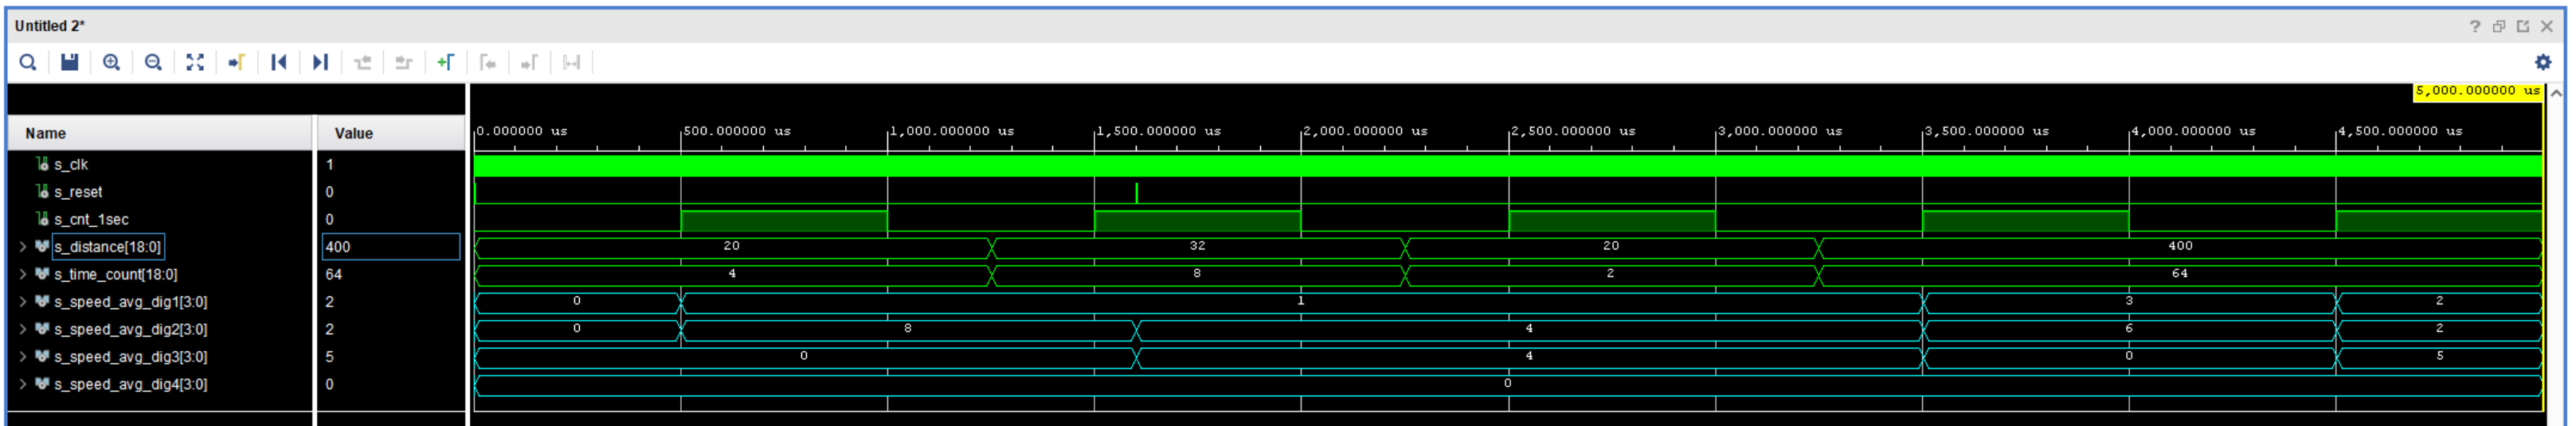 Untitled 2*
5,000.000000 us
Name Value
0.000000 us 500.000000 us 1,000.000000 us 1,500.000000 us 2,000.000000 us 2,500.000000 us 3,000.000000 us 3,500.000000 us 4,000.000000 us 4,500.000000 us
s_clk 1
s_reset 0
s_cnt_1sec 0
s_distance[18:0] 400 20 32 20 400
s_time_count[18:0] 64 4 8 2 64
s_speed_avg_dig1[3:0] 2 0 1 3 2
s_speed_avg_dig2[3:0] 2 0 8 4 6 2
s_speed_avg_dig3[3:0] 5 0 4 0 5
s_speed_avg_dig4[3:0] 0 0